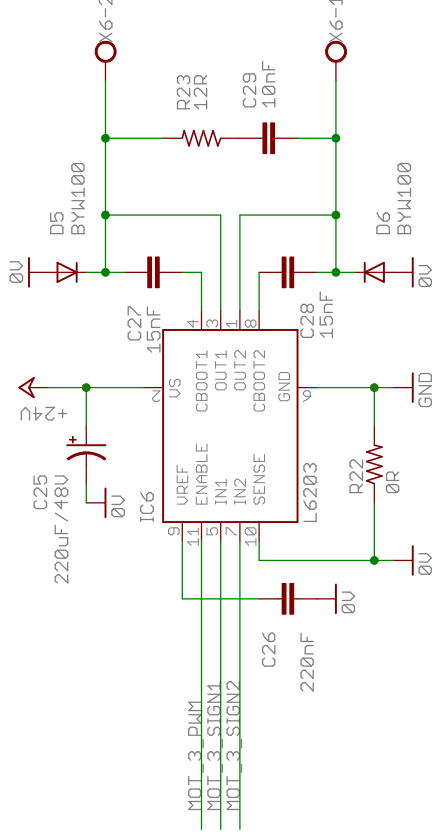 X6-2
X6-1
R23
12R
C29
10nF
D5
BYW100
D6
BYW100
0V
0V
C27
15nF
C28
15nF
4
3
1
8
+24V
2
VS
CBOOT1
OUT1
OUT2
CBOOT2
GND
6
GND
C25
220uF/48V
0V
IC6
VREF
ENABLE
IN1
IN2
SENSE
L6203
R22
0R
9
11
5
7
10
0V
C26
220nF
0V
MOT_3_PWM
MOT_3_SIGN1
MOT_3_SIGN2